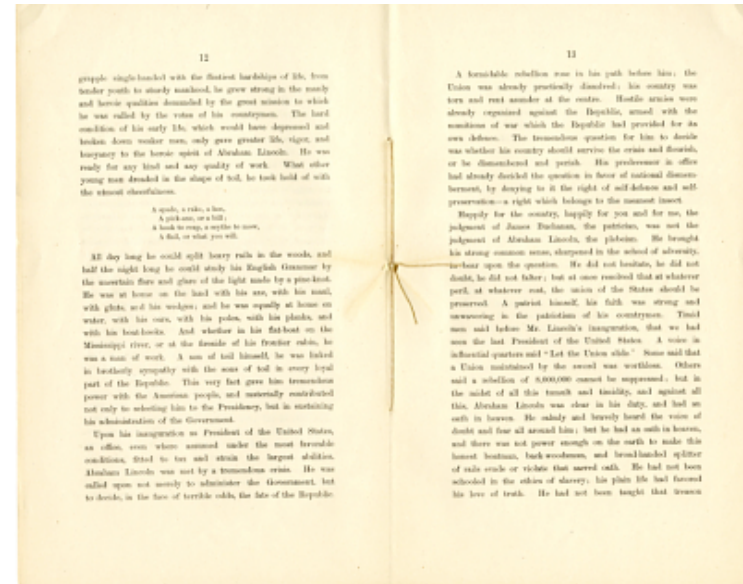 12
grapple single-handed with the flintiest hardships of life, from
tender youth to sturdy manhood, he grew strong in the manly
and heroic qualities demanded by the great mission to which
he was called by the votes of his countrymen. The hard
condition of his early life, which would have depressed and
broken down weaker men, only gave greater life, vigor, and
buoyancy to the heroic spirit of Abraham Lincoln. He was
ready for any kind and any quality of work. What other
young men dreaded in the shape of toil, he took hold of with
the utmost cheerfulness.
A spade, a rake, a hoe,
A pick-axe, or a bill;
A hook to reap, a scythe to mow,
A flail, or what you will.
All day long he could split heavy rails in the woods, and
half the night long he could study his English Grammar by
the uncertain flare and glare of the light made by a pine-knot.
He was at home on the land with his axe, with his maul,
with gluts, and his wedges; and he was equally at home on
water, with his oars, with his poles, with his planks, and
with his boat-hooks. And whether in his flat-boat on the
Mississippi river, or at the fireside of his frontier cabin, he
was a man of work. A son of toil himself, he was linked
in brotherly sympathy with the sons of toil in every loyal
part of the Republic. This very fact gave him tremendous
power with the American people, and materially contributed
not only to selecting him to the Presidency, but in sustaining
his administration of the Government.
Upon his inauguration as President of the United States,
an office, even where assumed under the most favorable
conditions, fitted to tax and strain the largest abilities,
Abraham Lincoln was met by a tremendous crisis. He was
called upon not merely to administer the Government, but
to decide, in the face of terrible odds, the fate of the Republic.
13
A formidable rebellion rose in his path before him; the
Union was already practically dissolved; his country was
torn and rent asunder at the centre. Hostile armies were
already organized against the Republic, armed with the
munitions of war which the Republic had provided for its
own defence. The tremendous question for him to decide
was whether his country should survive the crisis and flourish,
or be dismembered and perish. His predecessor in office
had already decided the question in favor of national dismem-
berment, by denying to it the right of self-defence and self-
preservation—a right which belongs to the meanest insect.
Happily for the country, happily for you and for me, the
judgment of James Buchanan, the patrician, was not the
judgment of Abraham Lincoln, the plebeian. He brought
his strong common sense, sharpened in the school of adversity,
to bear upon the question. He did not hesitate, he did not
doubt, he did not falter; but at once resolved that at whatever
peril, at whatever cost, the union of the States should be
preserved. A patriot himself, his faith was strong and
unwavering in the patriotism of his countrymen. Timid
men said before Mr. Lincoln's inauguration, that we had
seen the last President of the United States. A voice in
influential quarters said "Let the Union slide." Some said that
a Union maintained by the sword was worthless. Others
said a rebellion of 8,000,000 cannot be suppressed; but in
the midst of all this tumult and timidity, and against all
this, Abraham Lincoln was clear in his duty, and had an
oath in heaven. He calmly and bravely heard the voice of
doubt and fear all around him; but he had an oath in heaven,
and there was not power enough on the earth to make this
honest boatman, back-woodsman, and broad-handed splitter
of rails evade or violate that sacred oath. He had not been
schooled in the ethics of slavery; his plain life had favored
his love of truth. He had not been taught that treason